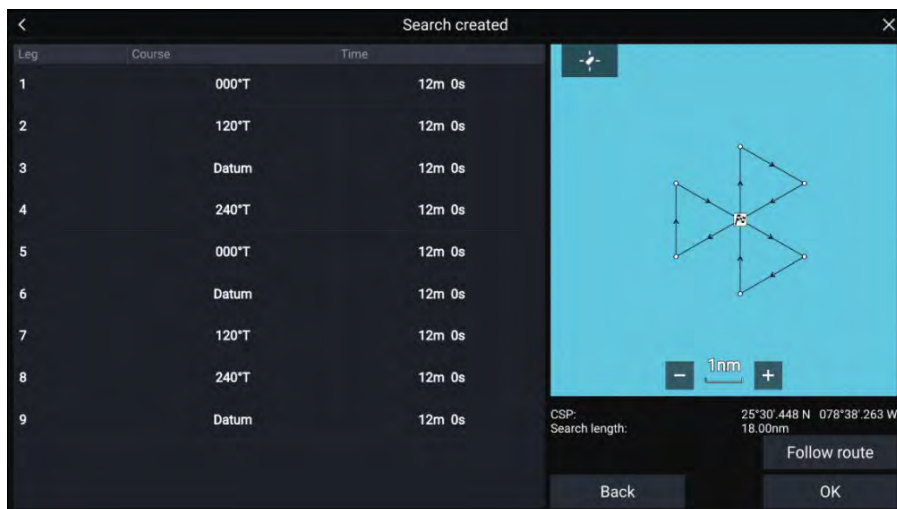 Search created
Leg Course Time
1 000°T 12m 0s
2 120°T 12m 0s
3 Datum 12m 0s
4 240°T 12m 0s
5 000°T 12m 0s
6 Datum 12m 0s
7 120°T 12m 0s
8 240°T 12m 0s
9 Datum 12m 0s
− 1nm +
CSP: 25°30'.448 N 078°38'.263 W
Search length: 18.00nm
Follow route
Back OK